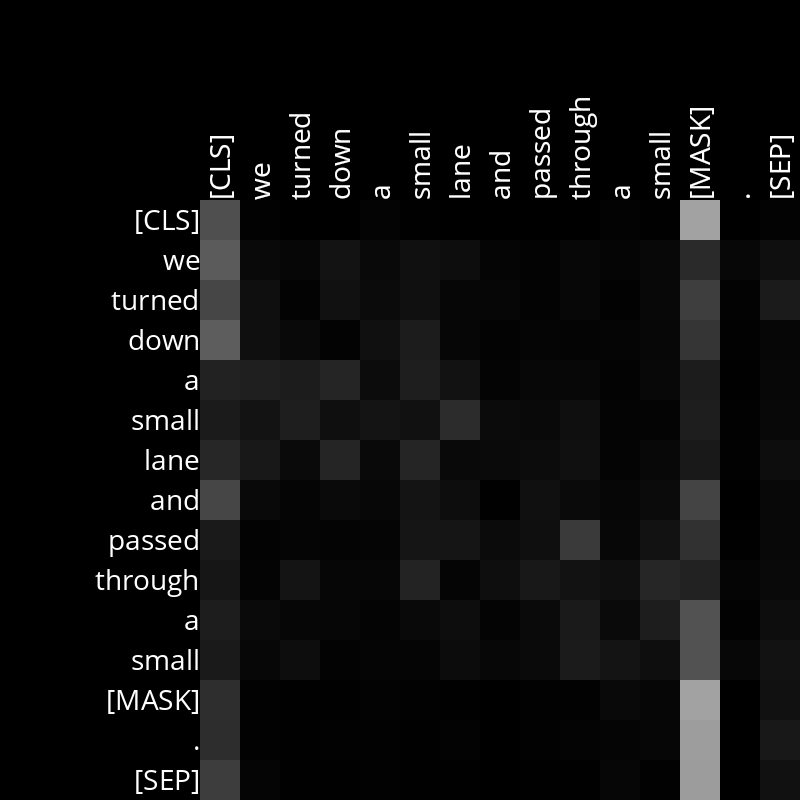 [CLS] we turned down a small lane and passed through a small [MASK] . [SEP]
[CLS]
we
turned
down
a
small
lane
and
passed
through
a
small
[MASK]
.
[SEP]